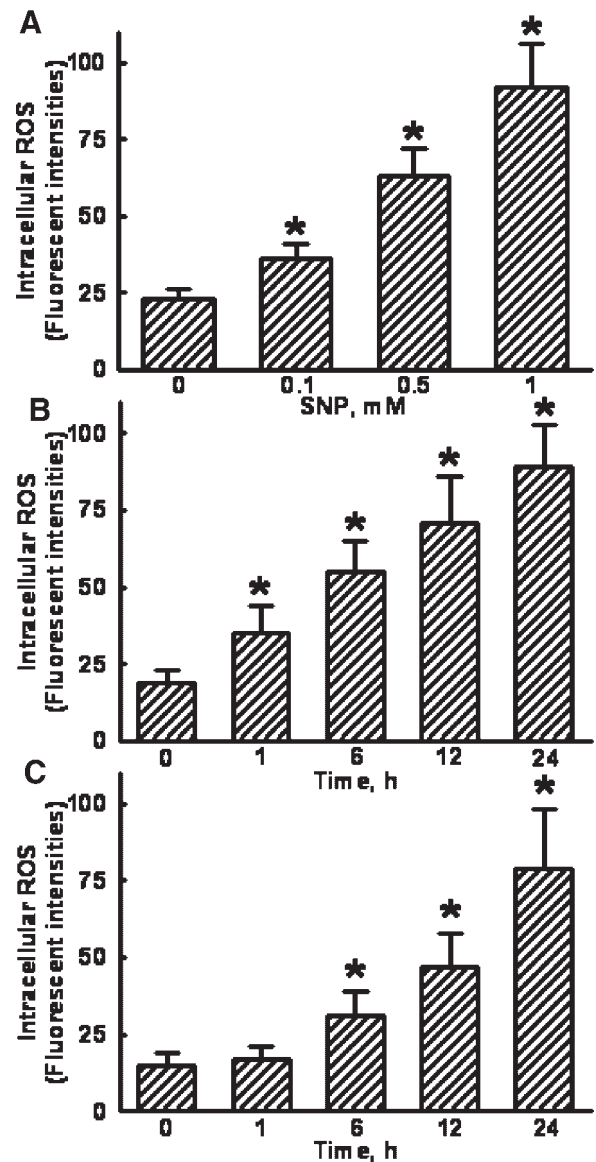 A
Intracellular ROS
(Fluorescent intensities)
100
75
50
25
0
*
*
*
0 0.1 0.5 1
SNP, mM
B
Intracellular ROS
(Fluorescent intensities)
100
75
50
25
0
*
*
*
*
0 1 6 12 24
Time, h
C
Intracellular ROS
(Fluorescent intensities)
100
75
50
25
0
*
*
*
0 1 6 12 24
Time, h